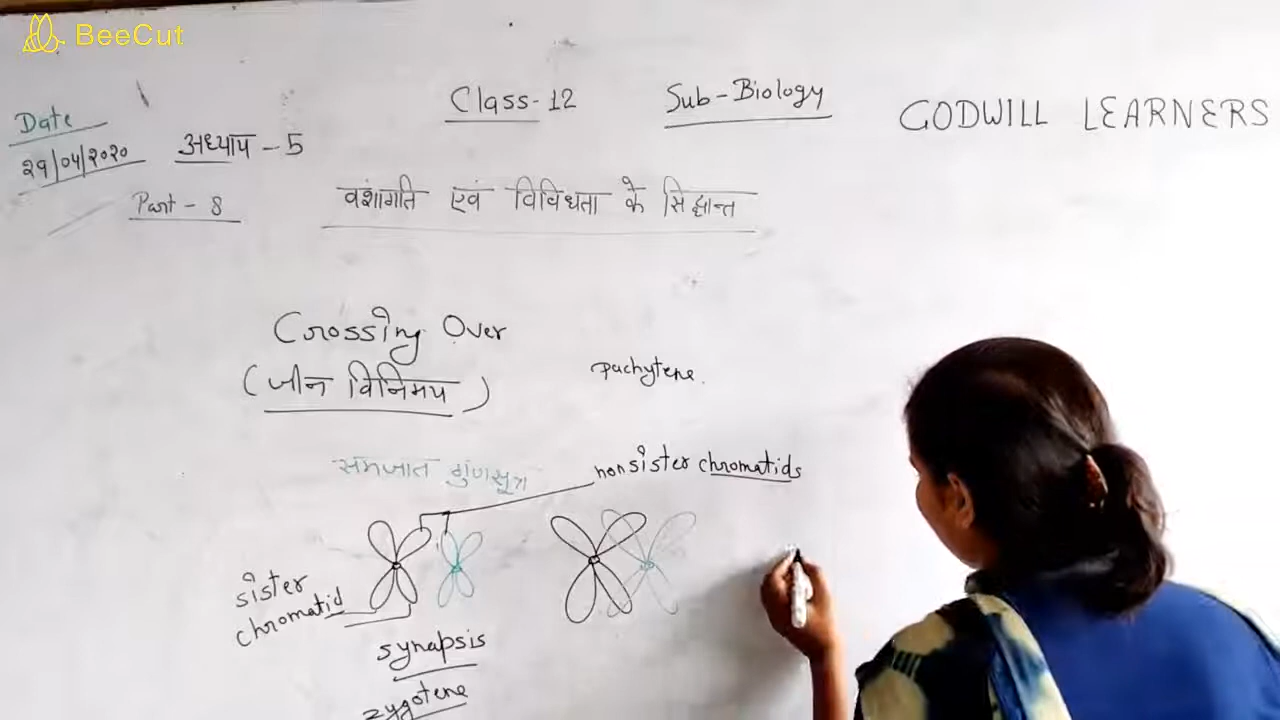 BeeCut
Date
२९/०४/२०२०
अध्याय - 5
Part - 8
Class - 12
Sub - Biology
GODWILL LEARNERS
वंशागति एवं विविधता के सिद्धान्त
Crossing Over
(जीन विनिमय)
pachytene.
समजात गुणसूत्र
nonsister chromatids
sister
chromatid
synapsis
zygotene